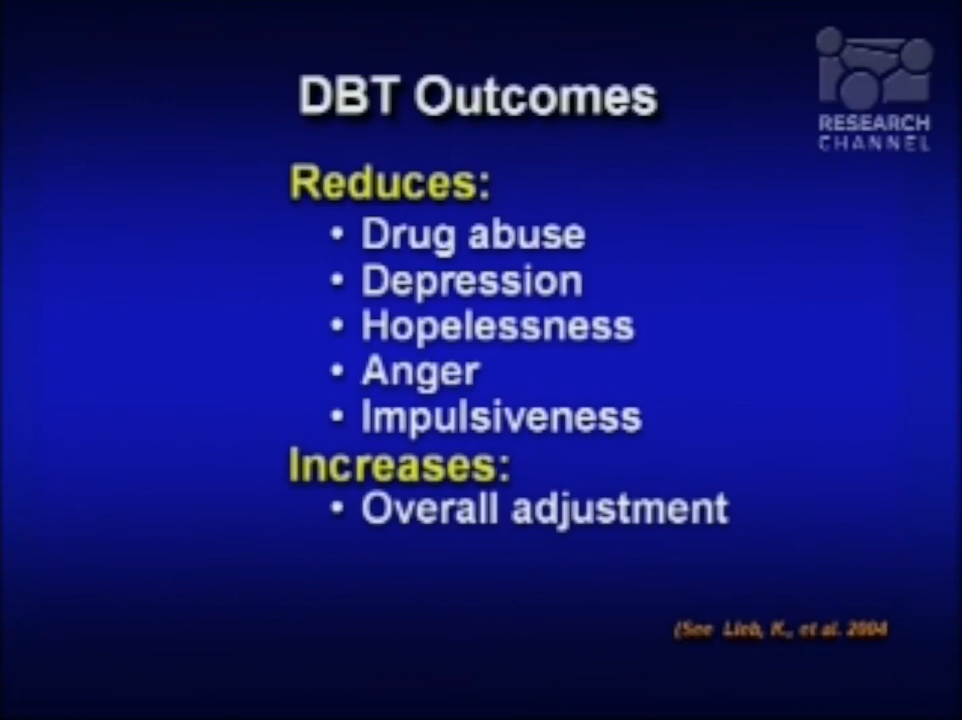 RESEARCH
CHANNEL
DBT Outcomes
Reduces:
• Drug abuse
• Depression
• Hopelessness
• Anger
• Impulsiveness
Increases:
• Overall adjustment
(See Lieb, K., et al. 2004